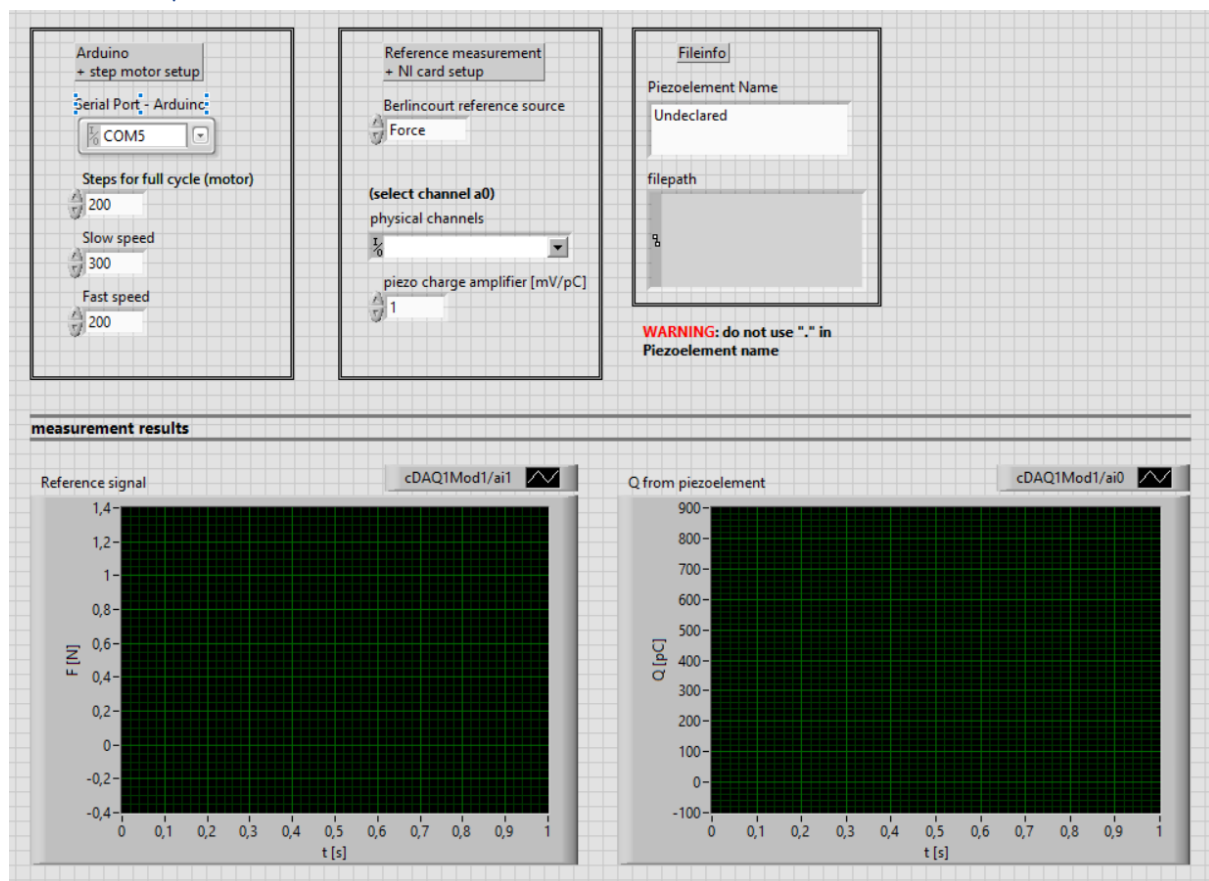 Arduino
+ step motor setup
Serial Port - Arduino
COM5
Steps for full cycle (motor)
200
Slow speed
300
Fast speed
200
Reference measurement
+ NI card setup
Berlincourt reference source
Force
(select channel a0)
physical channels
piezo charge amplifier [mV/pC]
1
Fileinfo
Piezoelement Name
Undeclared
filepath
WARNING: do not use "." in
Piezoelement name
measurement results
Reference signal
cDAQ1Mod1/ai1
1,4
1,2
1
0,8
0,6
0,4
0,2
0
-0,2
-0,4
F [N]
0 0,1 0,2 0,3 0,4 0,5 0,6 0,7 0,8 0,9 1
t [s]
Q from piezoelement
cDAQ1Mod1/ai0
900
800
700
600
500
400
300
200
100
0
-100
Q [pC]
0 0,1 0,2 0,3 0,4 0,5 0,6 0,7 0,8 0,9 1
t [s]